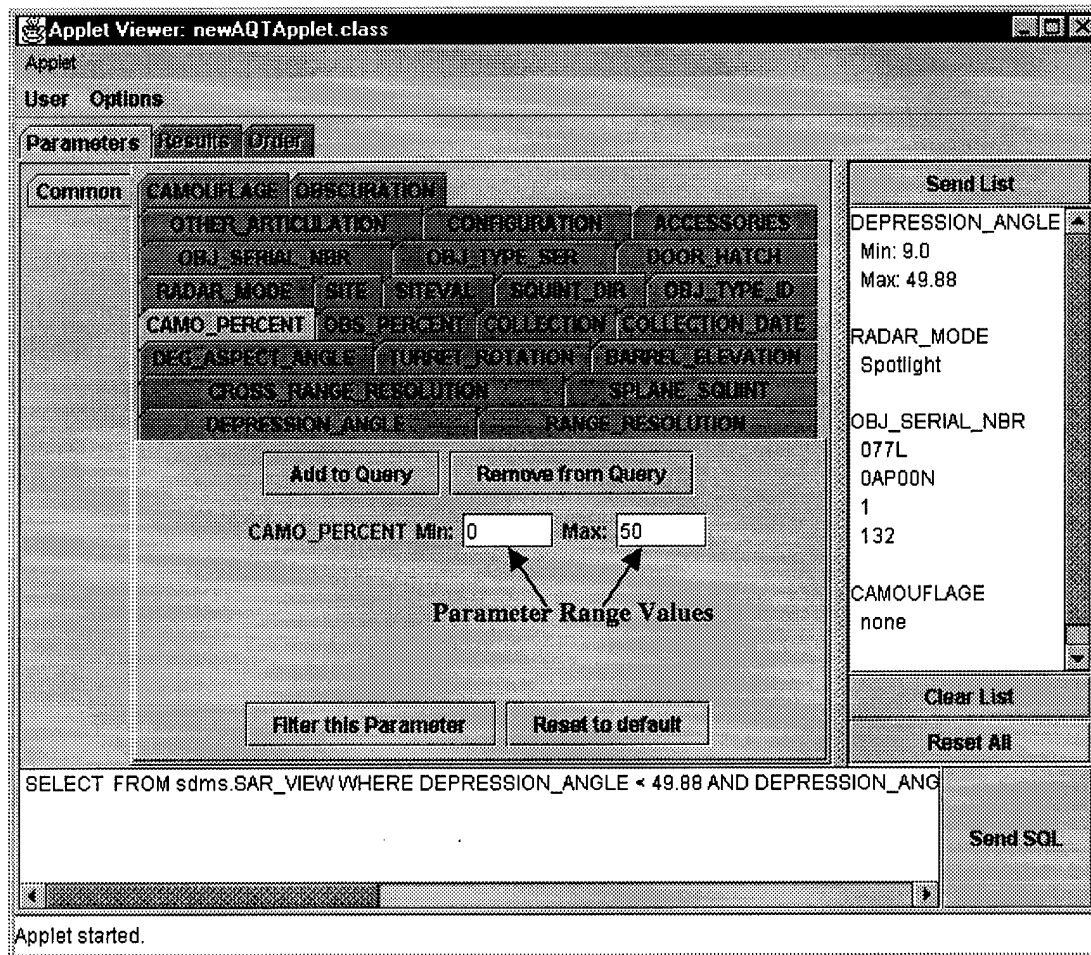 Applet Viewer: newAQTApplet.class
Applet
User Options
Parameters Results Order
Common
CAMOUFLAGE OBSCURATION
OTHER_ARTICULATION CONFIGURATION ACCESSORIES
OBJ_SERIAL_NBR OBJ_TYPE_SER DOOR_HATCH
RADAR_MODE SITE SITEVAL SQUINT_DIR OBJ_TYPE_ID
CAMO_PERCENT OBS_PERCENT COLLECTION COLLECTION_DATE
DEG_ASPECT_ANGLE TURRET_ROTATION BARREL_ELEVATION
CROSS_RANGE_RESOLUTION SPLANE_SQUINT
DEPRESSION_ANGLE RANGE_RESOLUTION
Add to Query Remove from Query
CAMO_PERCENT Min: 0 Max: 50
Parameter Range Values
Filter this Parameter Reset to default
Send List
DEPRESSION_ANGLE
Min: 9.0
Max: 49.88
RADAR_MODE
Spotlight
OBJ_SERIAL_NBR
077L
0AP00N
1
132
CAMOUFLAGE
none
Clear List
Reset All
SELECT FROM sdms.SAR_VIEW WHERE DEPRESSION_ANGLE < 49.88 AND DEPRESSION_ANG
Send SQL
Applet started.